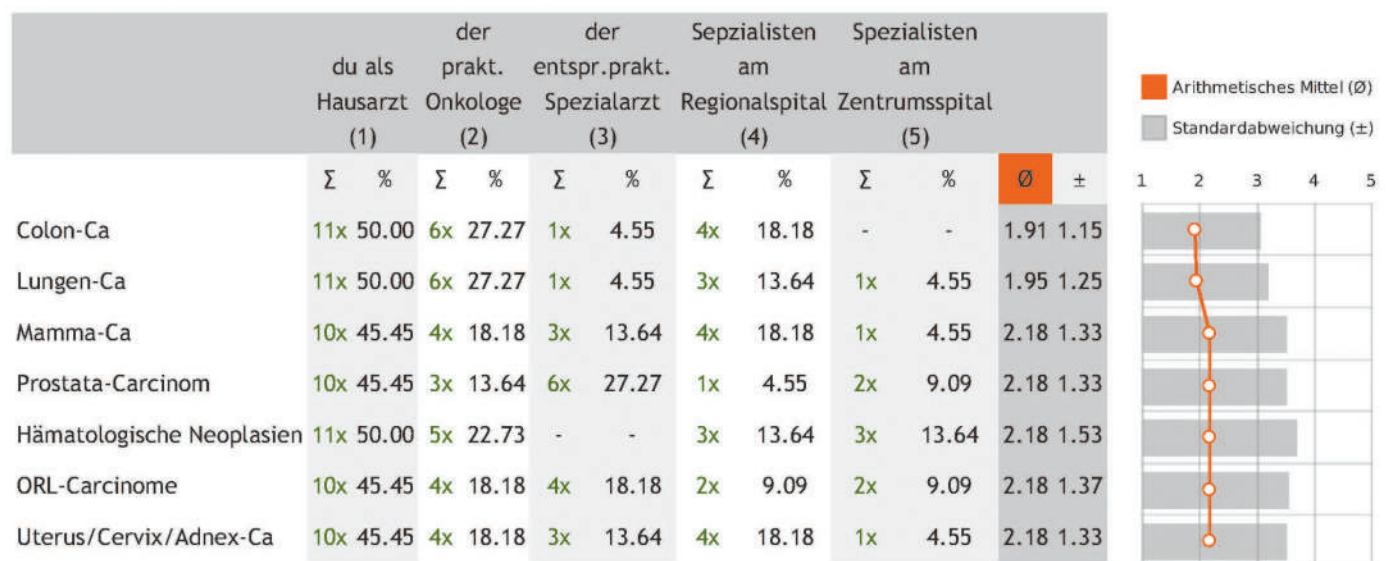 der der Sepzialisten Spezialisten
du als prakt. entspr.prakt. am am
Hausarzt Onkologe Spezialarzt Regionalspital Zentrumsspital
(1) (2) (3) (4) (5)
Arithmetisches Mittel (Ø)
Standardabweichung (±)
Σ % Σ % Σ % Σ % Σ % Ø ± 1 2 3 4 5
Colon-Ca 11x 50.00 6x 27.27 1x 4.55 4x 18.18 - - 1.91 1.15
Lungen-Ca 11x 50.00 6x 27.27 1x 4.55 3x 13.64 1x 4.55 1.95 1.25
Mamma-Ca 10x 45.45 4x 18.18 3x 13.64 4x 18.18 1x 4.55 2.18 1.33
Prostata-Carcinom 10x 45.45 3x 13.64 6x 27.27 1x 4.55 2x 9.09 2.18 1.33
Hämatologische Neoplasien 11x 50.00 5x 22.73 - - 3x 13.64 3x 13.64 2.18 1.53
ORL-Carcinome 10x 45.45 4x 18.18 4x 18.18 2x 9.09 2x 9.09 2.18 1.37
Uterus/Cervix/Adnex-Ca 10x 45.45 4x 18.18 3x 13.64 4x 18.18 1x 4.55 2.18 1.33